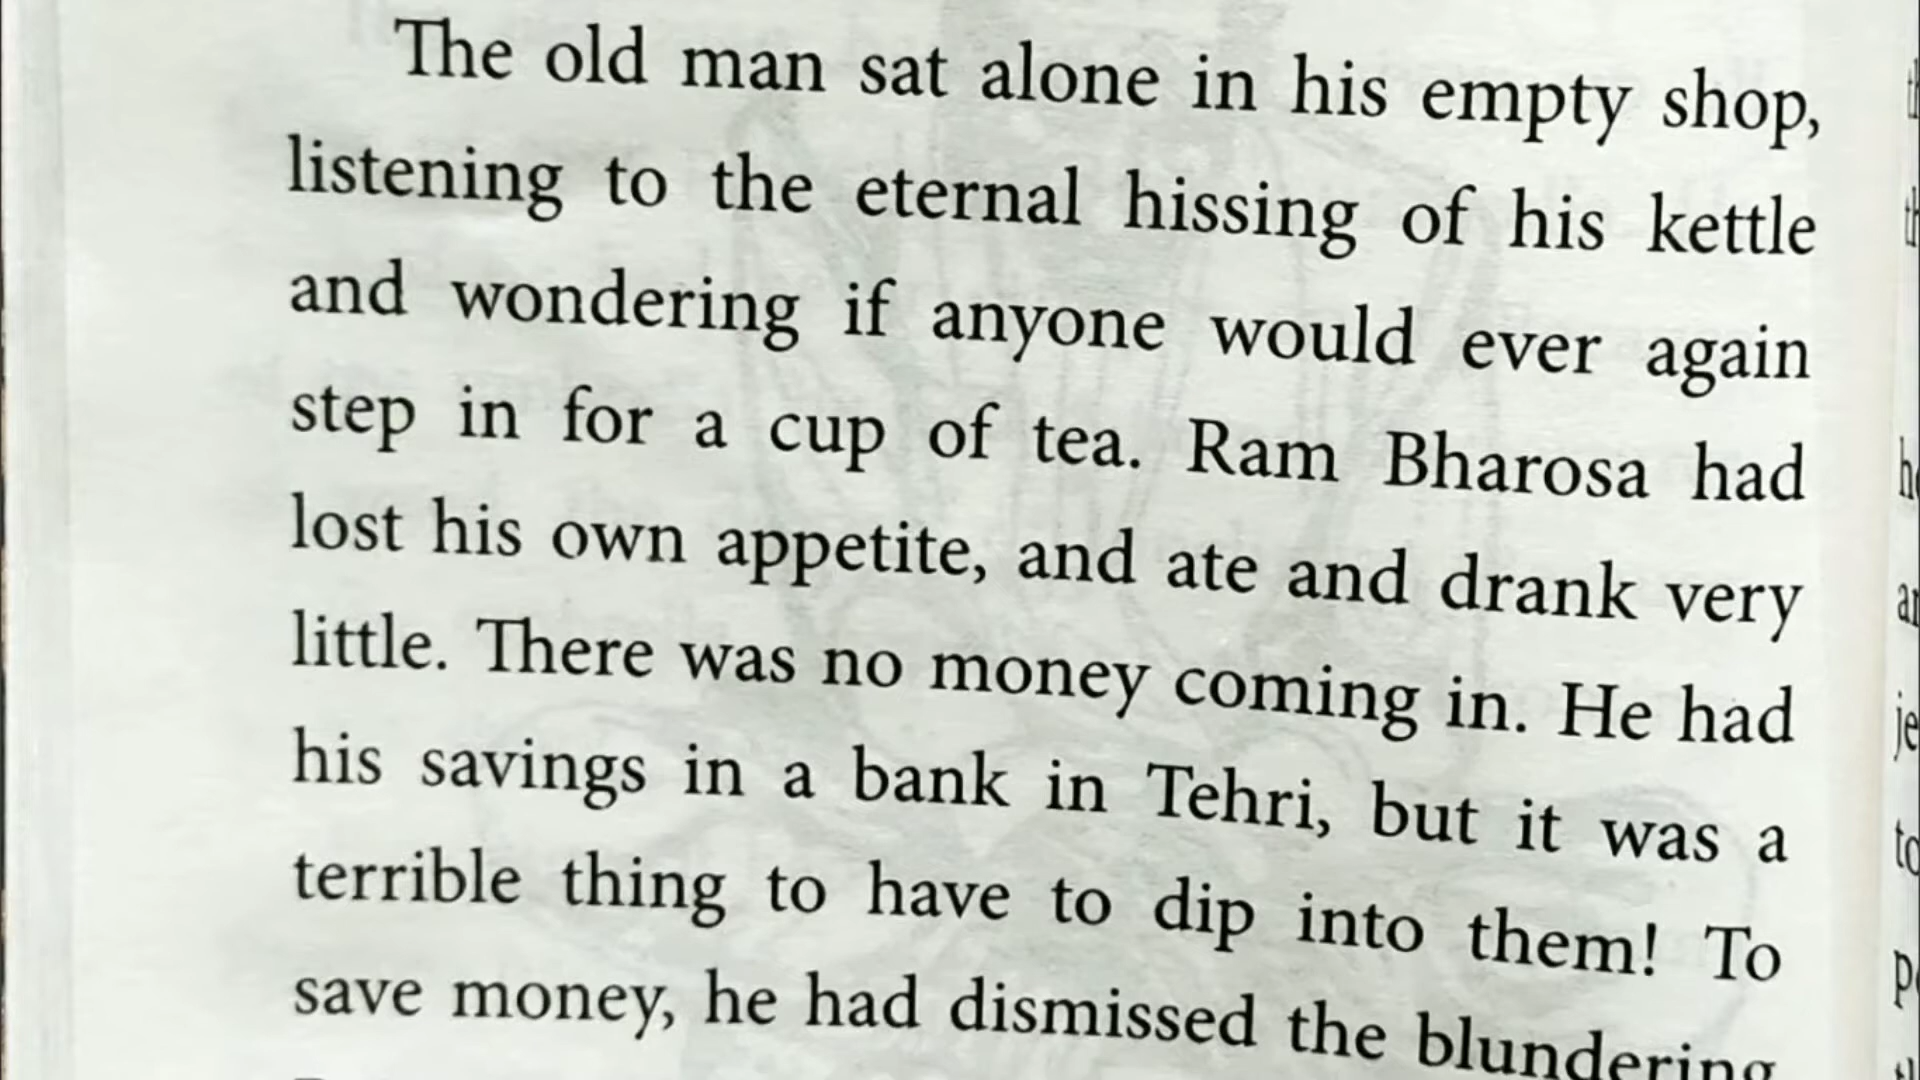 The old man sat alone in his empty shop,
listening to the eternal hissing of his kettle
and wondering if anyone would ever again
step in for a cup of tea. Ram Bharosa had
lost his own appetite, and ate and drank very
little. There was no money coming in. He had
his savings in a bank in Tehri, but it was a
terrible thing to have to dip into them! To
save money, he had dismissed the blundering